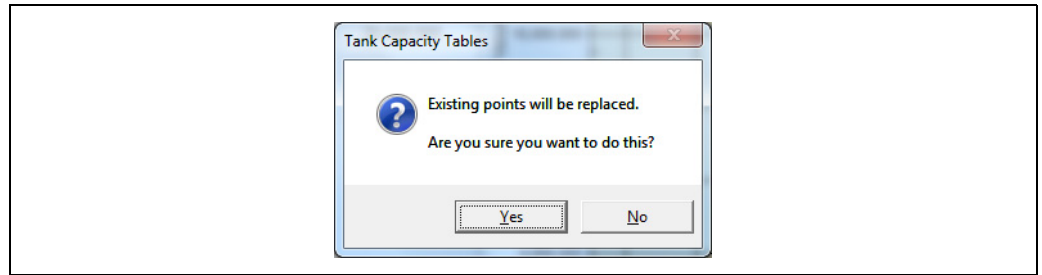 Tank Capacity Tables
Existing points will be replaced.
Are you sure you want to do this?
Yes
No